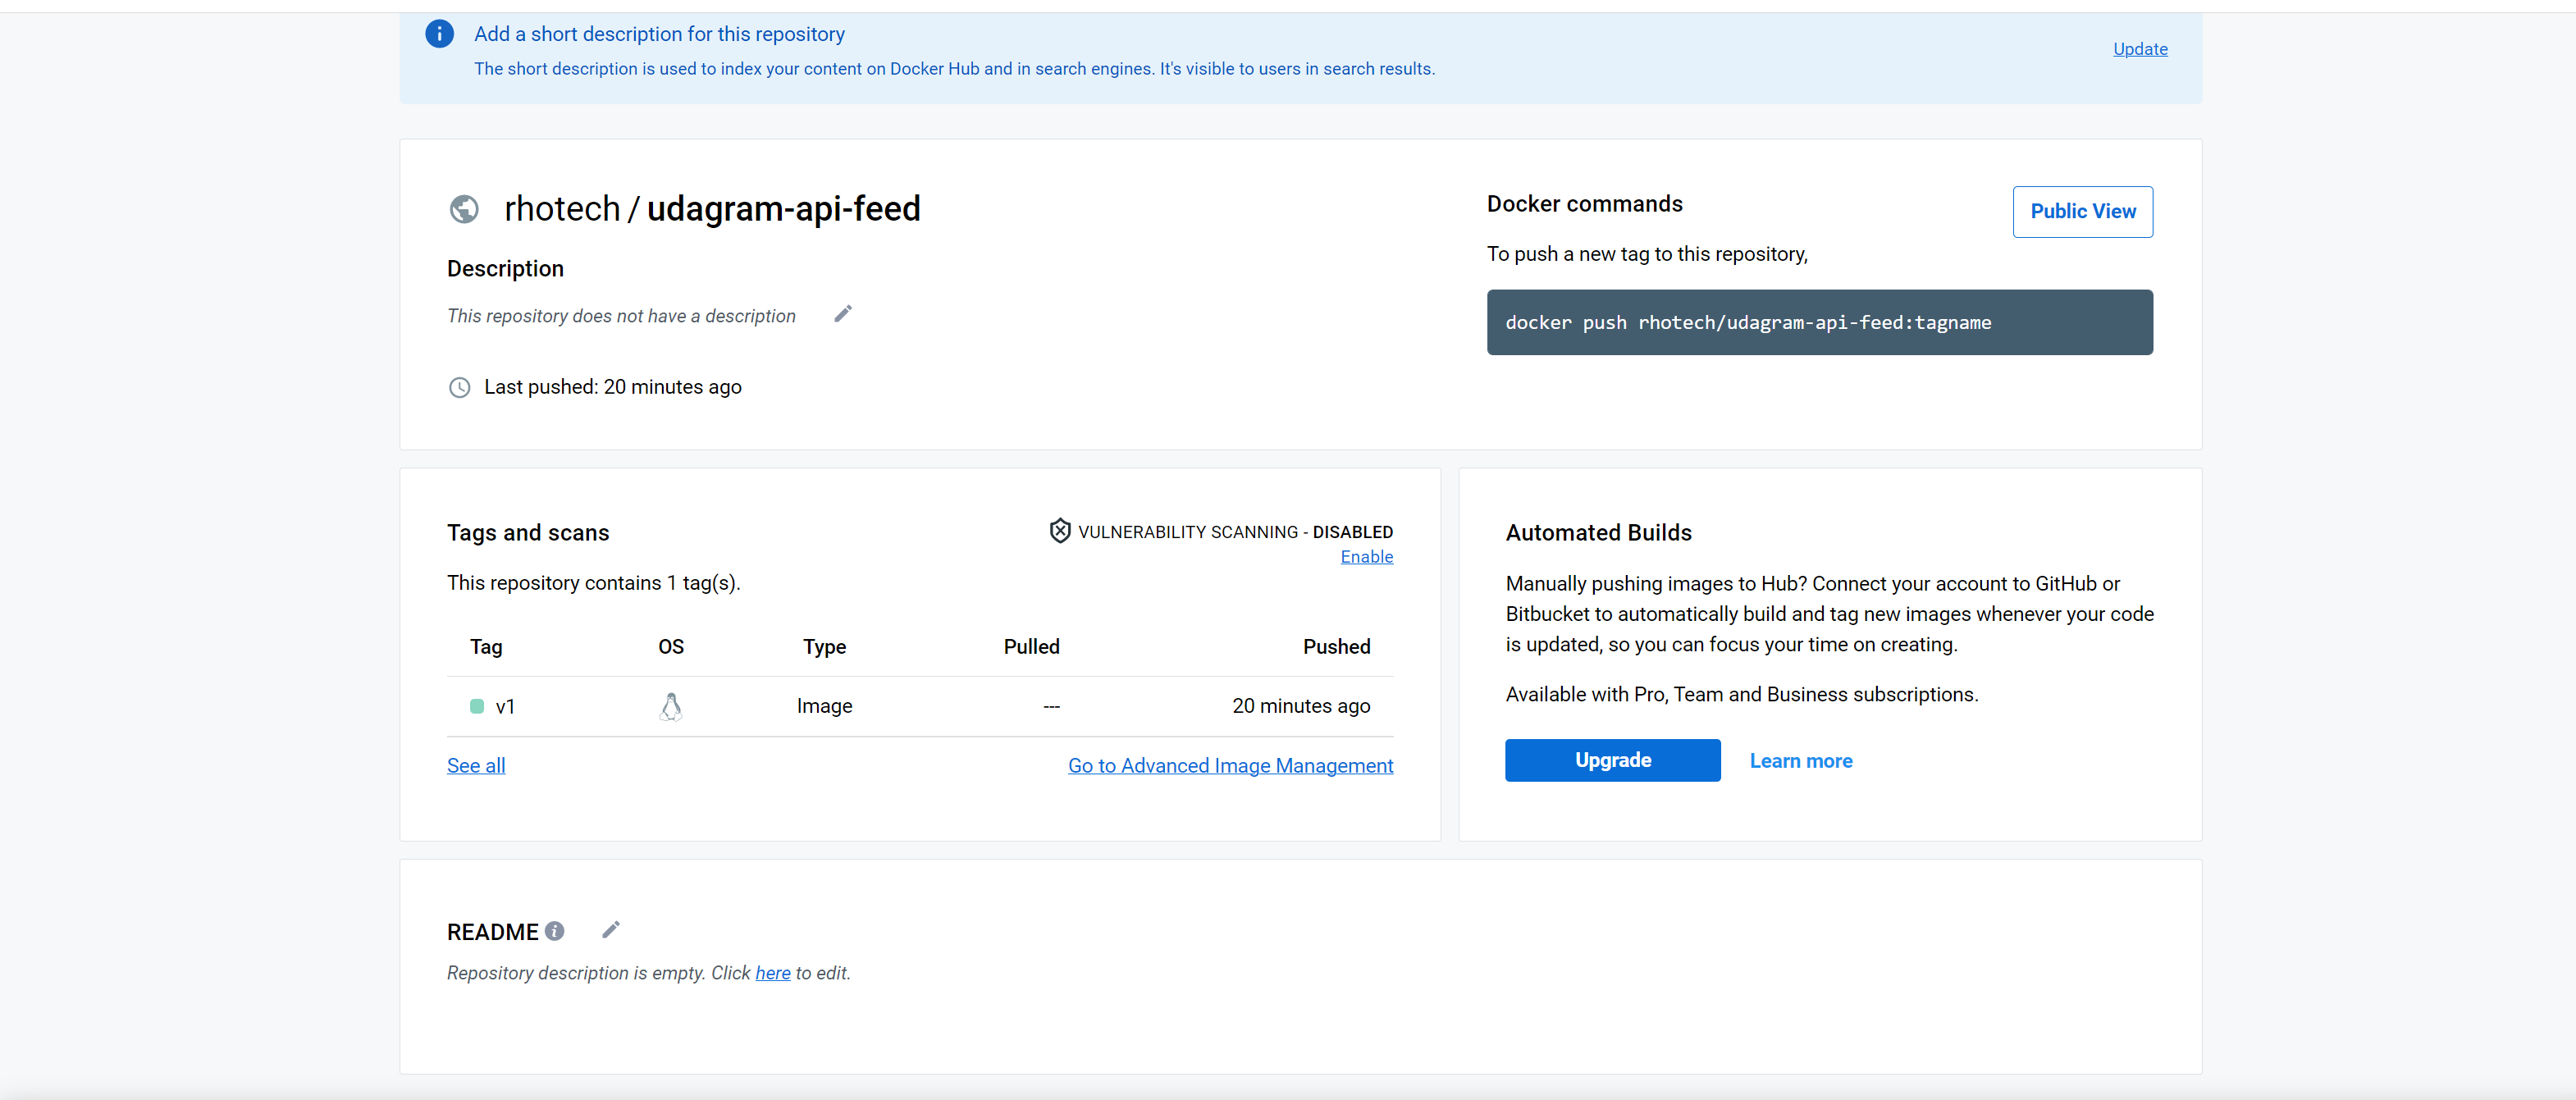 Add a short description for this repository
The short description is used to index your content on Docker Hub and in search engines. It's visible to users in search results.
Update
rhotech / udagram-api-feed
Description
This repository does not have a description
Last pushed: 20 minutes ago
Docker commands
Public View
To push a new tag to this repository,
docker push rhotech/udagram-api-feed:tagname
Tags and scans
VULNERABILITY SCANNING - DISABLED
Enable
This repository contains 1 tag(s).
Tag OS Type Pulled Pushed
v1 Image --- 20 minutes ago
See all Go to Advanced Image Management
Automated Builds
Manually pushing images to Hub? Connect your account to GitHub or
Bitbucket to automatically build and tag new images whenever your code
is updated, so you can focus your time on creating.
Available with Pro, Team and Business subscriptions.
Upgrade Learn more
README
Repository description is empty. Click here to edit.